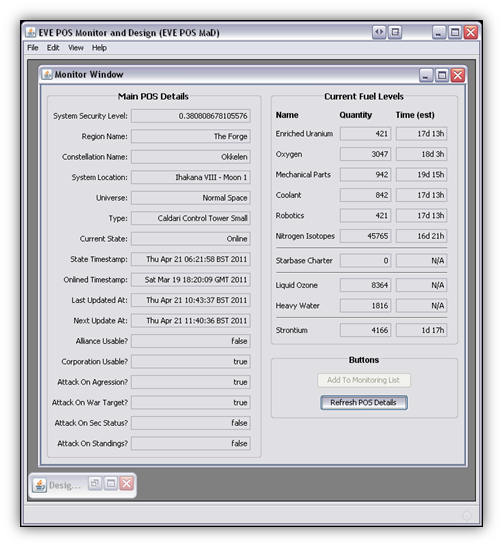 EVE POS Monitor and Design (EVE POS MaD)
File Edit View Help
Monitor Window
Main POS Details
System Security Level: 0.380808678105576
Region Name: The Forge
Constellation Name: Okkelen
System Location: Ihakana VIII - Moon 1
Universe: Normal Space
Type: Caldari Control Tower Small
Current State: Online
State Timestamp: Thu Apr 21 06:21:58 BST 2011
Onlined Timestamp: Sat Mar 19 18:20:09 GMT 2011
Last Updated At: Thu Apr 21 10:43:37 BST 2011
Next Update At: Thu Apr 21 11:40:36 BST 2011
Alliance Usable? false
Corporation Usable? true
Attack On Agression? true
Attack On War Target? true
Attack On Sec Status? false
Attack On Standings? false
Current Fuel Levels
Name Quantity Time (est)
Enriched Uranium 421 17d 13h
Oxygen 3047 18d 3h
Mechanical Parts 942 19d 15h
Coolant 842 17d 13h
Robotics 421 17d 13h
Nitrogen Isotopes 45765 16d 21h
Starbase Charter 0 N/A
Liquid Ozone 8364 N/A
Heavy Water 1816 N/A
Strontium 4166 1d 17h
Buttons
Add To Monitoring List
Refresh POS Details
Desig...